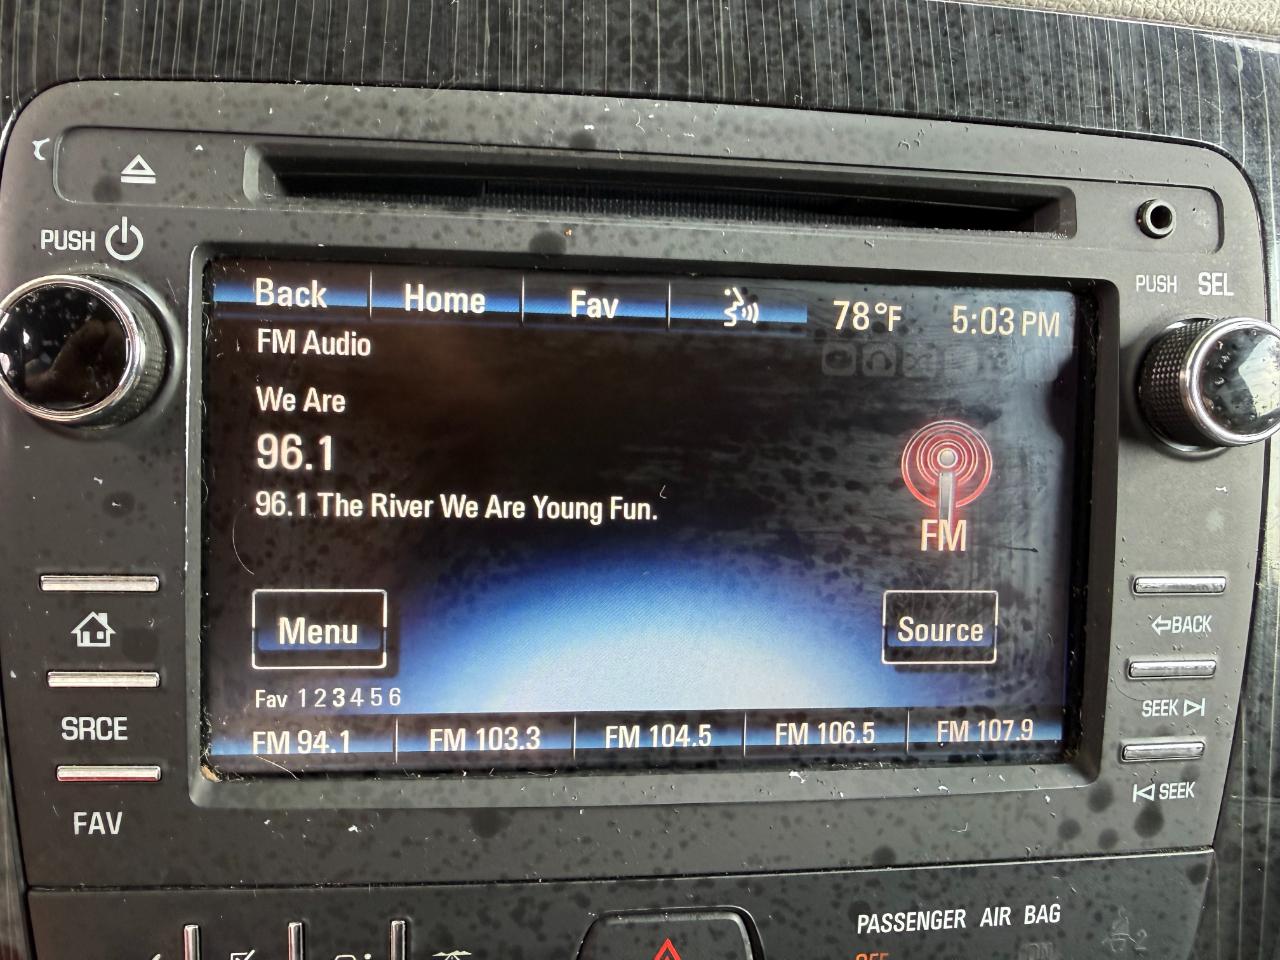 PUSH
PUSH SEL
Back Home Fav 78°F 5:03 PM
FM Audio
We Are
96.1
96.1 The River We Are Young Fun.
FM
Menu Source
BACK
Fav 1 2 3 4 5 6
SEEK
SRCE
FM 94.1 FM 103.3 FM 104.5 FM 106.5 FM 107.9
SEEK
FAV
PASSENGER AIR BAG
OFF